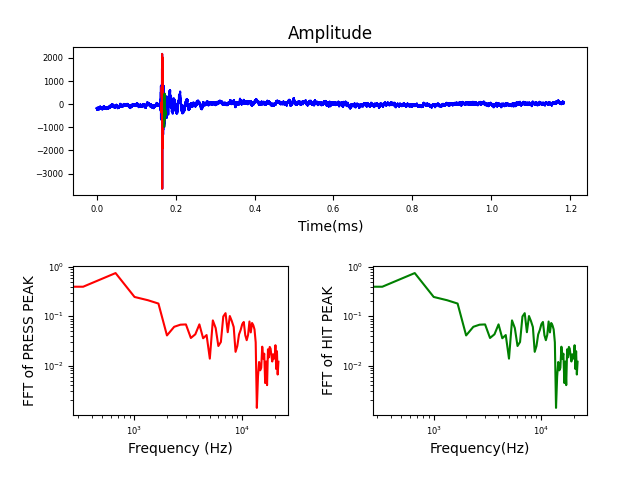 Amplitude
2000
1000
0
−1000
−2000
−3000
0.0 0.2 0.4 0.6 0.8 1.0 1.2
Time(ms)
FFT of PRESS PEAK
10⁰
10⁻¹
10⁻²
10³ 10⁴
Frequency (Hz)
FFT of HIT PEAK
10⁰
10⁻¹
10⁻²
10³ 10⁴
Frequency(Hz)